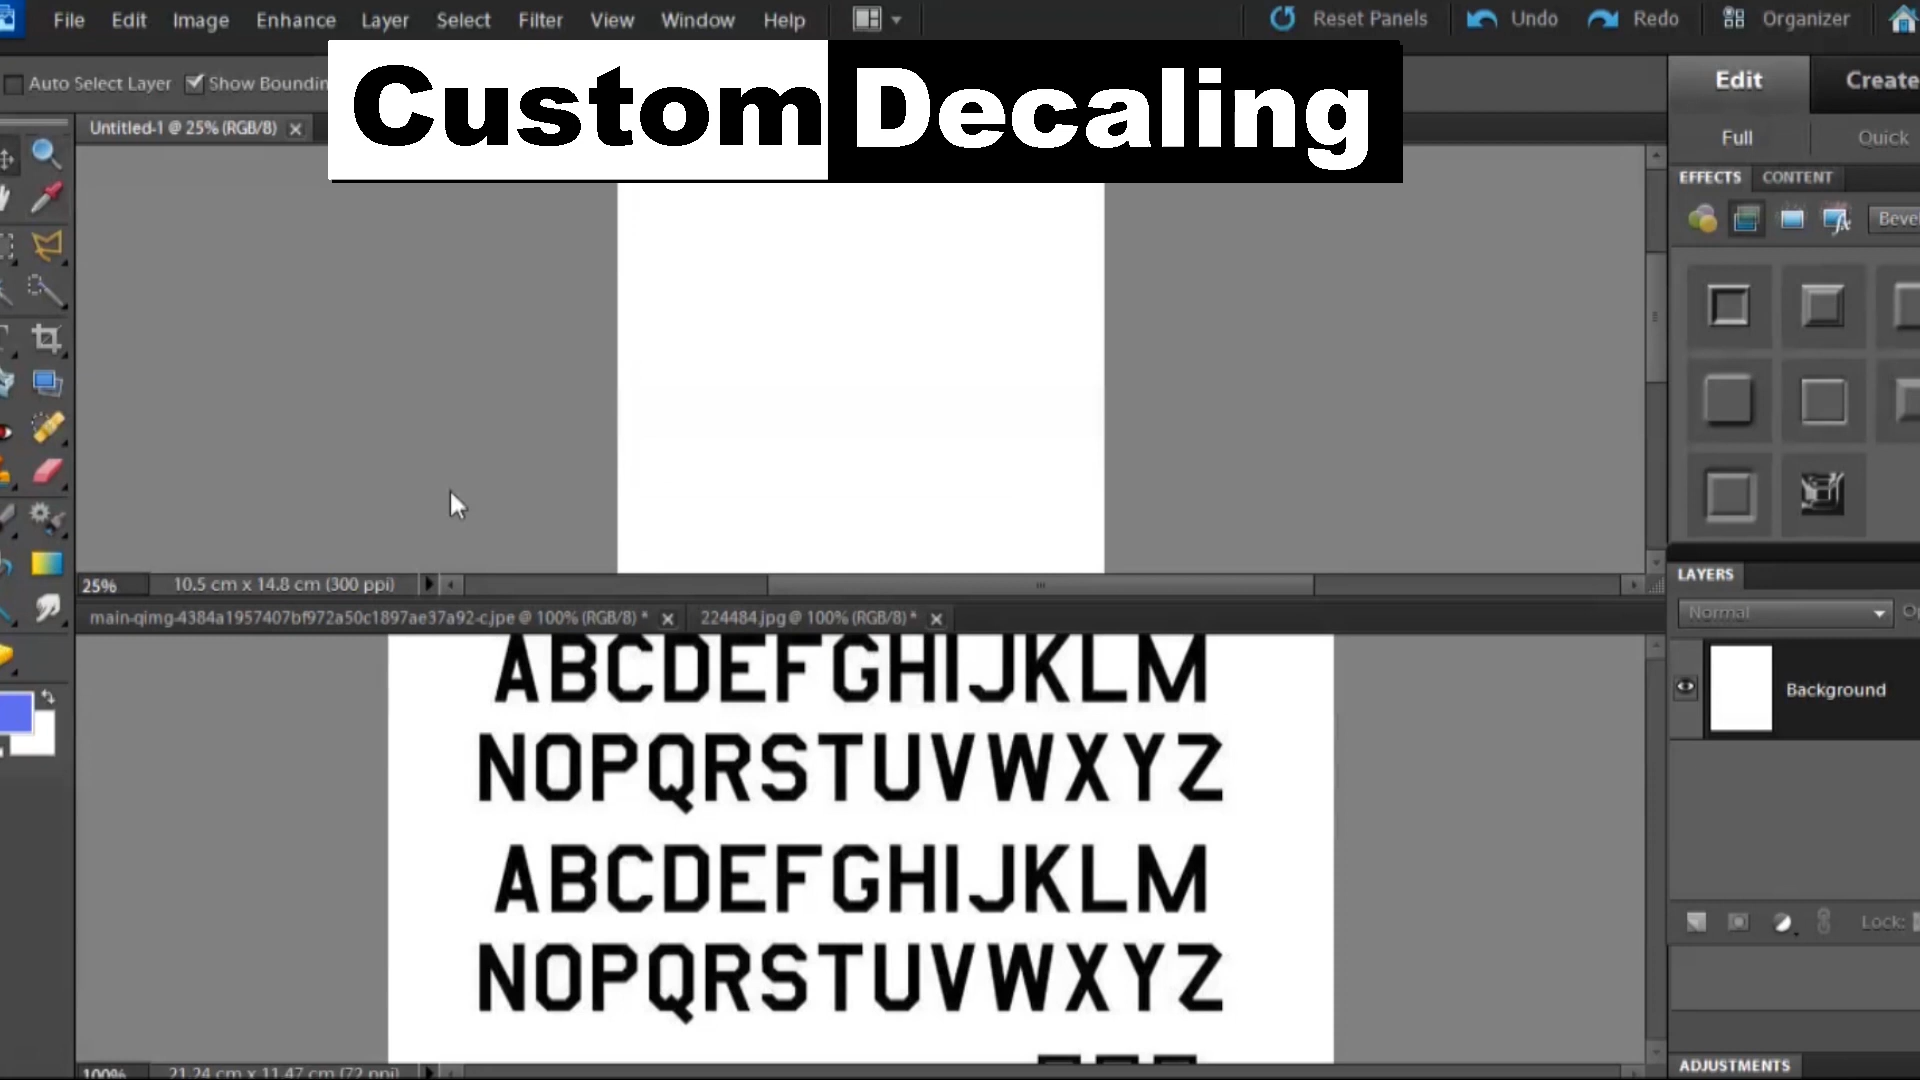 File Edit Image Enhance Layer Select Filter View Window Help Reset Panels Undo Redo Organizer
Auto Select Layer Show Boundin
Custom Decaling
Edit Create
Untitled-1 @ 25% (RGB/8)
Full Quick
EFFECTS CONTENT
Beve
25% 10.5 cm x 14.8 cm (300 ppi)
LAYERS
main-qimg-4384a1957407bf972a50c1897ae37a92-c.jpe @ 100% (RGB/8) * 224484.jpg @ 100% (RGB/8) *
Normal Op
ABCDEFGHIJKLM
Background
NOPQRSTUVWXYZ
ABCDEFGHIJKLM
Lock:
NOPQRSTUVWXYZ
ADJUSTMENTS
100% 21.24 cm x 11.47 cm (72 ppi)